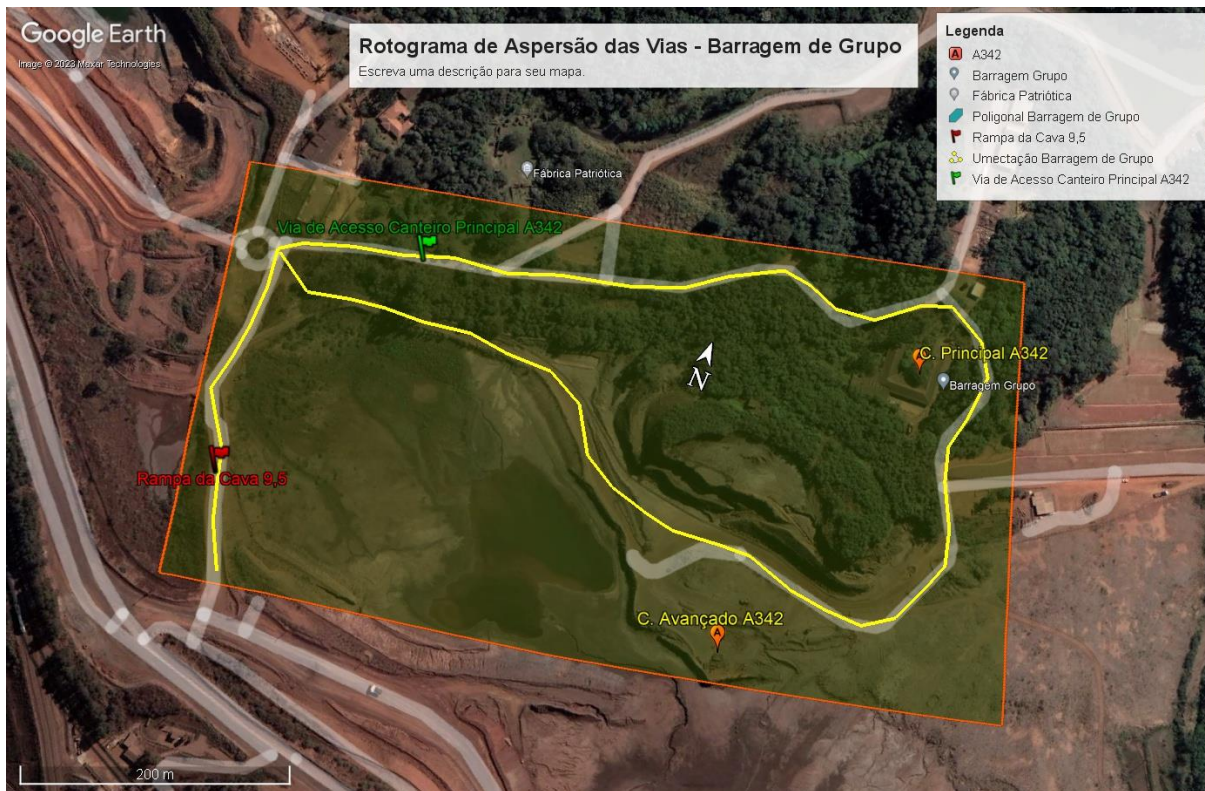 Google Earth
Image © 2023 Maxar Technologies
Rotograma de Aspersão das Vias - Barragem de Grupo
Escreva uma descrição para seu mapa.
Legenda
A A342
Barragem Grupo
Fábrica Patriótica
Poligonal Barragem de Grupo
Rampa da Cava 9,5
Umectação Barragem de Grupo
Via de Acesso Canteiro Principal A342
Fábrica Patriótica
Via de Acesso Canteiro Principal A342
N
C. Principal A342
Barragem Grupo
Rampa da Cava 9,5
C. Avançado A342
A
200 m